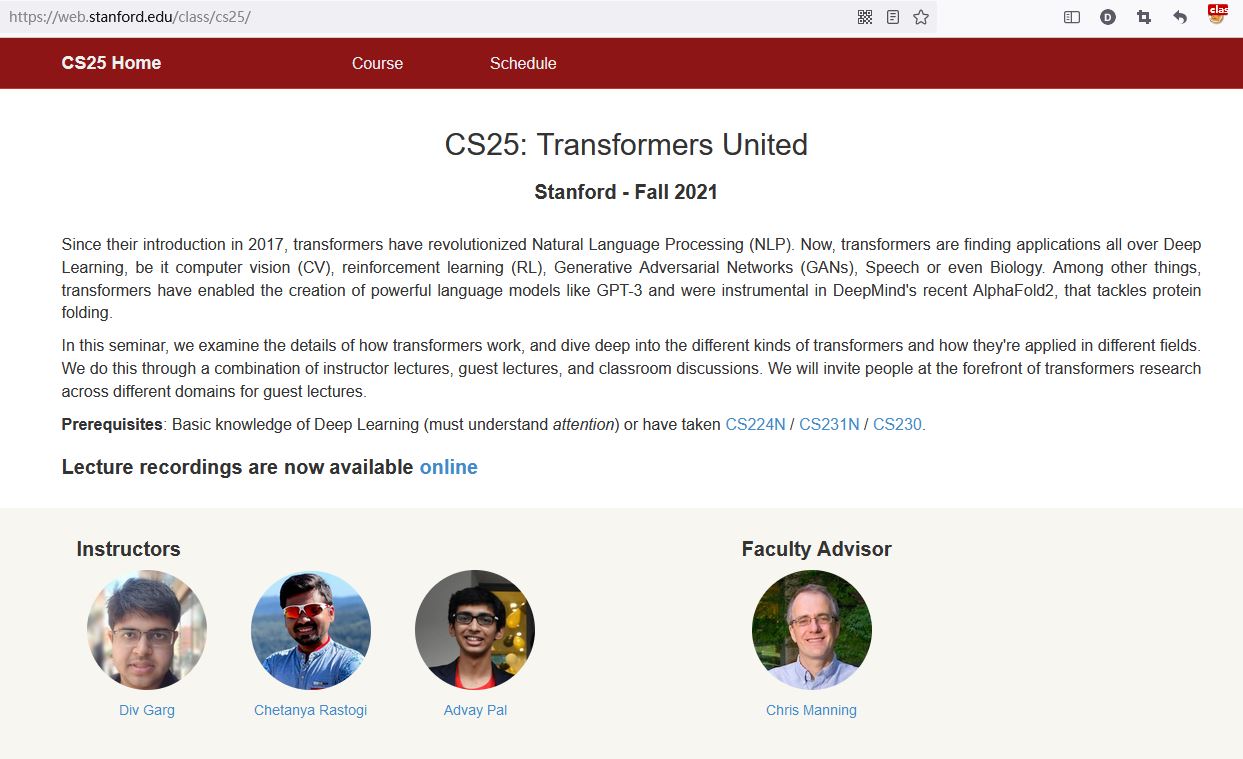 https://web.stanford.edu/class/cs25/
D
clas
CS25 Home Course Schedule
CS25: Transformers United
Stanford - Fall 2021
Since their introduction in 2017, transformers have revolutionized Natural Language Processing (NLP). Now, transformers are finding applications all over Deep
Learning, be it computer vision (CV), reinforcement learning (RL), Generative Adversarial Networks (GANs), Speech or even Biology. Among other things,
transformers have enabled the creation of powerful language models like GPT-3 and were instrumental in DeepMind's recent AlphaFold2, that tackles protein
folding.
In this seminar, we examine the details of how transformers work, and dive deep into the different kinds of transformers and how they're applied in different fields.
We do this through a combination of instructor lectures, guest lectures, and classroom discussions. We will invite people at the forefront of transformers research
across different domains for guest lectures.
Prerequisites: Basic knowledge of Deep Learning (must understand attention) or have taken CS224N / CS231N / CS230.
Lecture recordings are now available online
Instructors
Faculty Advisor
Div Garg
Chetanya Rastogi
Advay Pal
Chris Manning